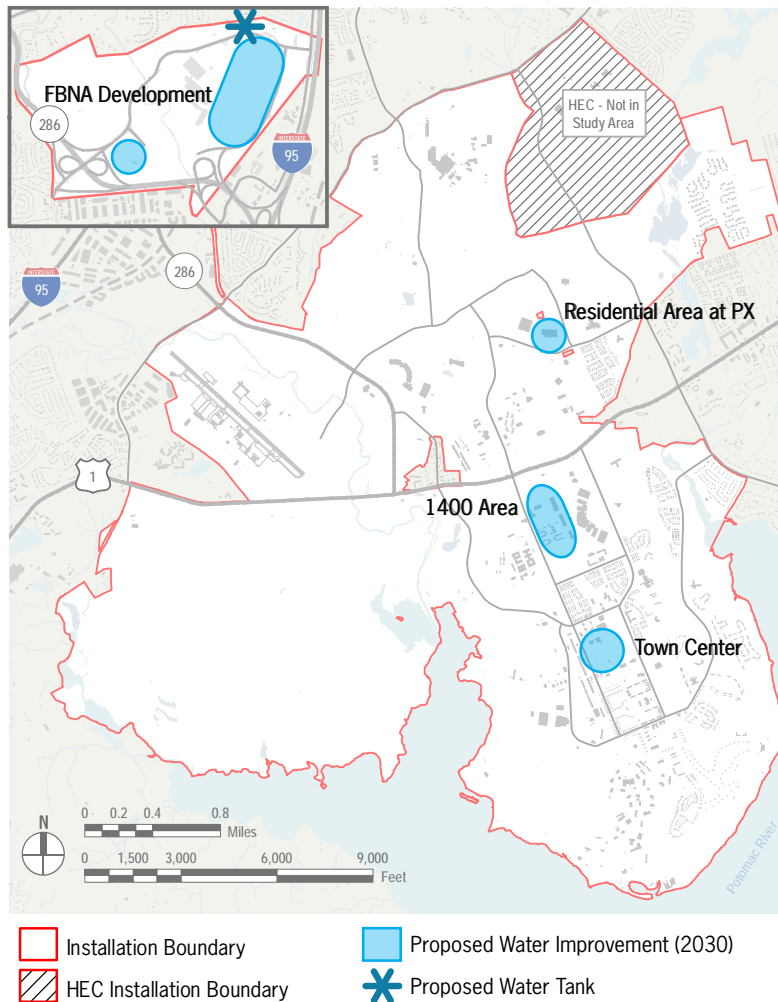 FBNA Development
286
INTERSTATE
95
HEC - Not in
Study Area
286
INTERSTATE
95
Residential Area at PX
1
1400 Area
Town Center
N
0 0.2 0.4 0.8
Miles
0 1,500 3,000 6,000 9,000
Feet
Potomac River
Installation Boundary
Proposed Water Improvement (2030)
HEC Installation Boundary
Proposed Water Tank